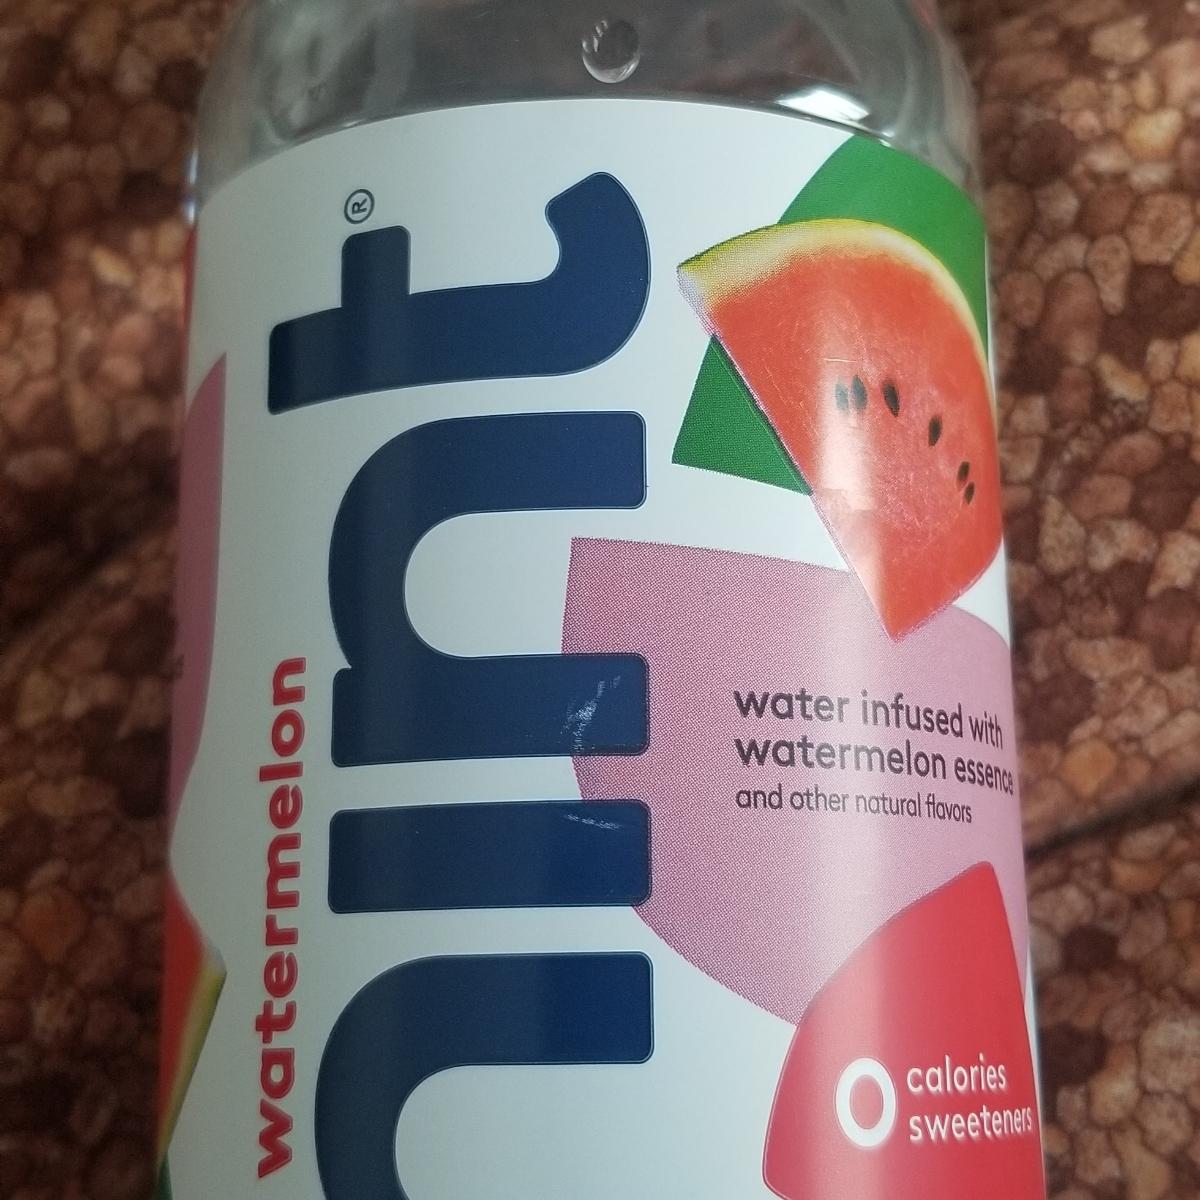 hint®
watermelon
water infused with
watermelon essence
and other natural flavors
0 calories
sweeteners